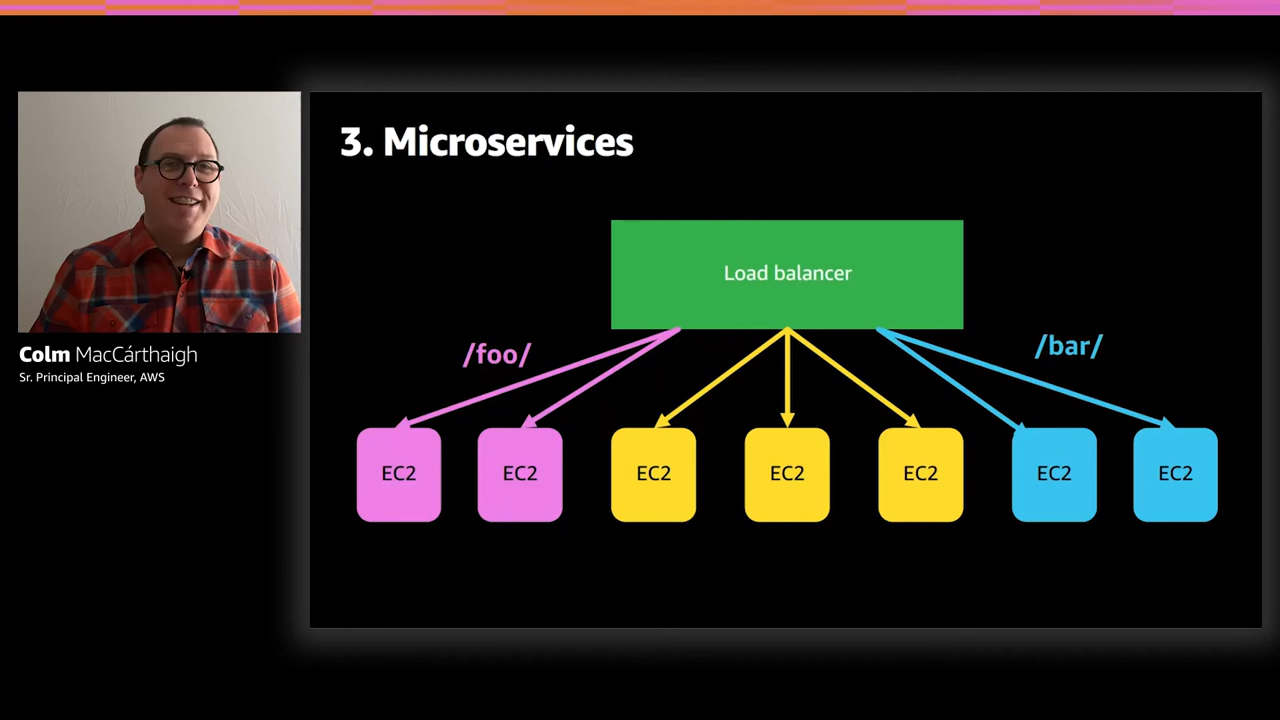 3. Microservices
Load balancer
/foo/
/bar/
Colm MacCárthaigh
Sr. Principal Engineer, AWS
EC2
EC2
EC2
EC2
EC2
EC2
EC2